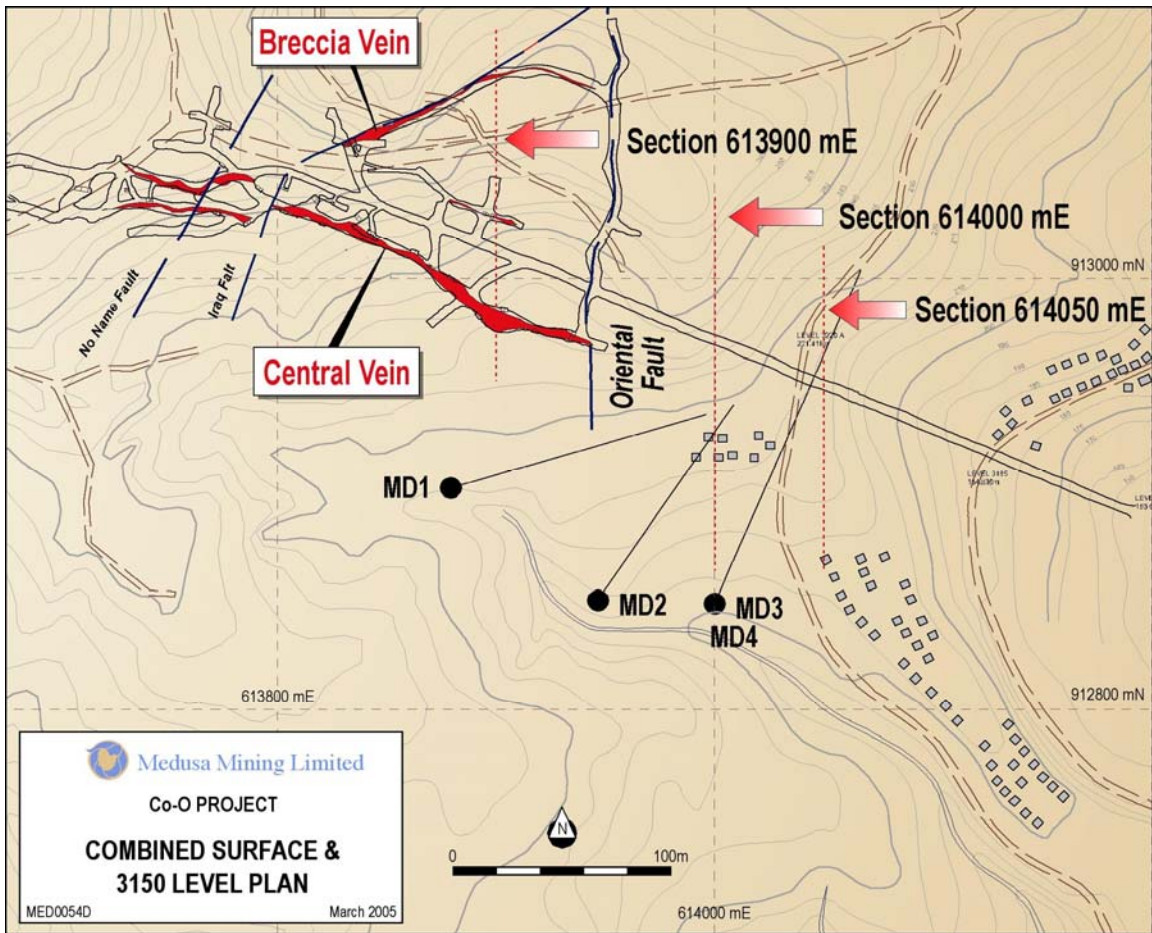 Breccia Vein
Section 613900 mE
Section 614000 mE
913000 mN
No Name Fault
Iraq Falt
Section 614050 mE
Central Vein
Oriental
Fault
MD1
MD2
MD3
MD4
613800 mE
912800 mN
Medusa Mining Limited
Co-O PROJECT
COMBINED SURFACE &
3150 LEVEL PLAN
MED0054D
March 2005
N
0
100m
614000 mE